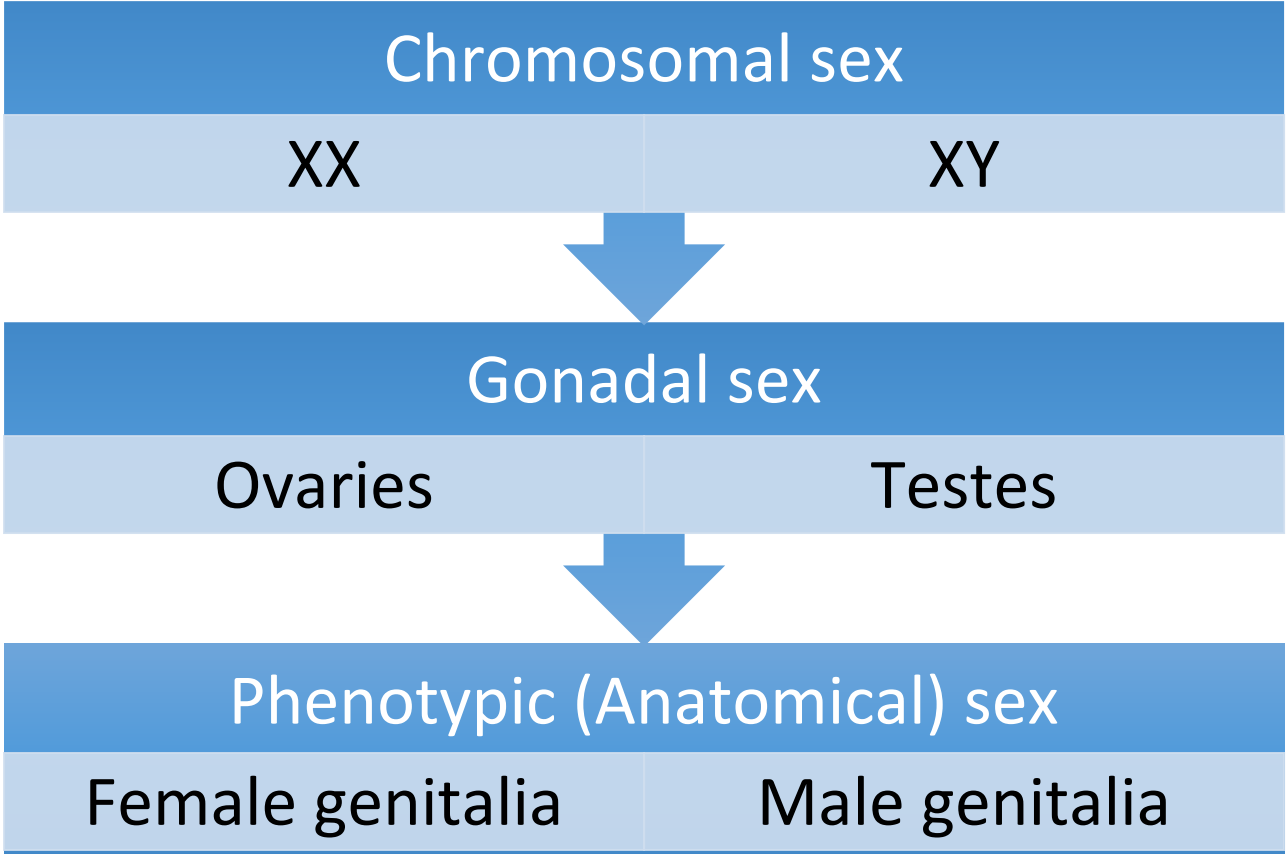 Chromosomal sex
XX XY
Gonadal sex
Ovaries Testes
Phenotypic (Anatomical) sex
Female genitalia Male genitalia